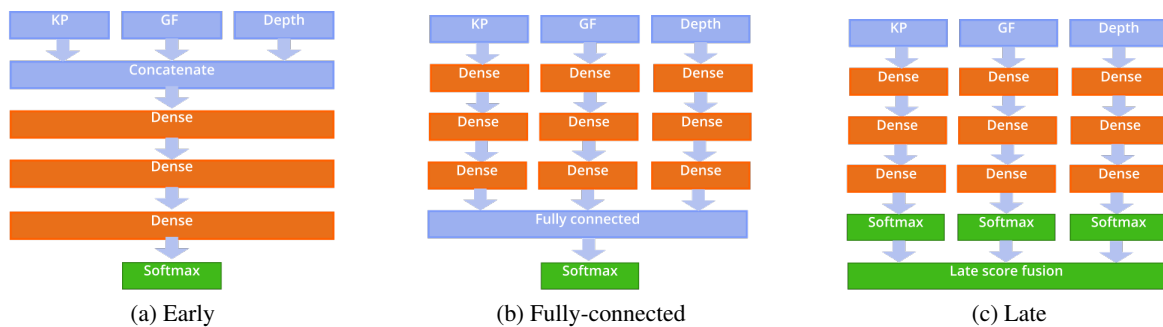 KP GF Depth
Concatenate
Dense
Dense
Dense
Softmax
(a) Early
KP GF Depth
Dense Dense Dense
Dense Dense Dense
Dense Dense Dense
Fully connected
Softmax
(b) Fully-connected
KP GF Depth
Dense Dense Dense
Dense Dense Dense
Dense Dense Dense
Softmax Softmax Softmax
Late score fusion
(c) Late